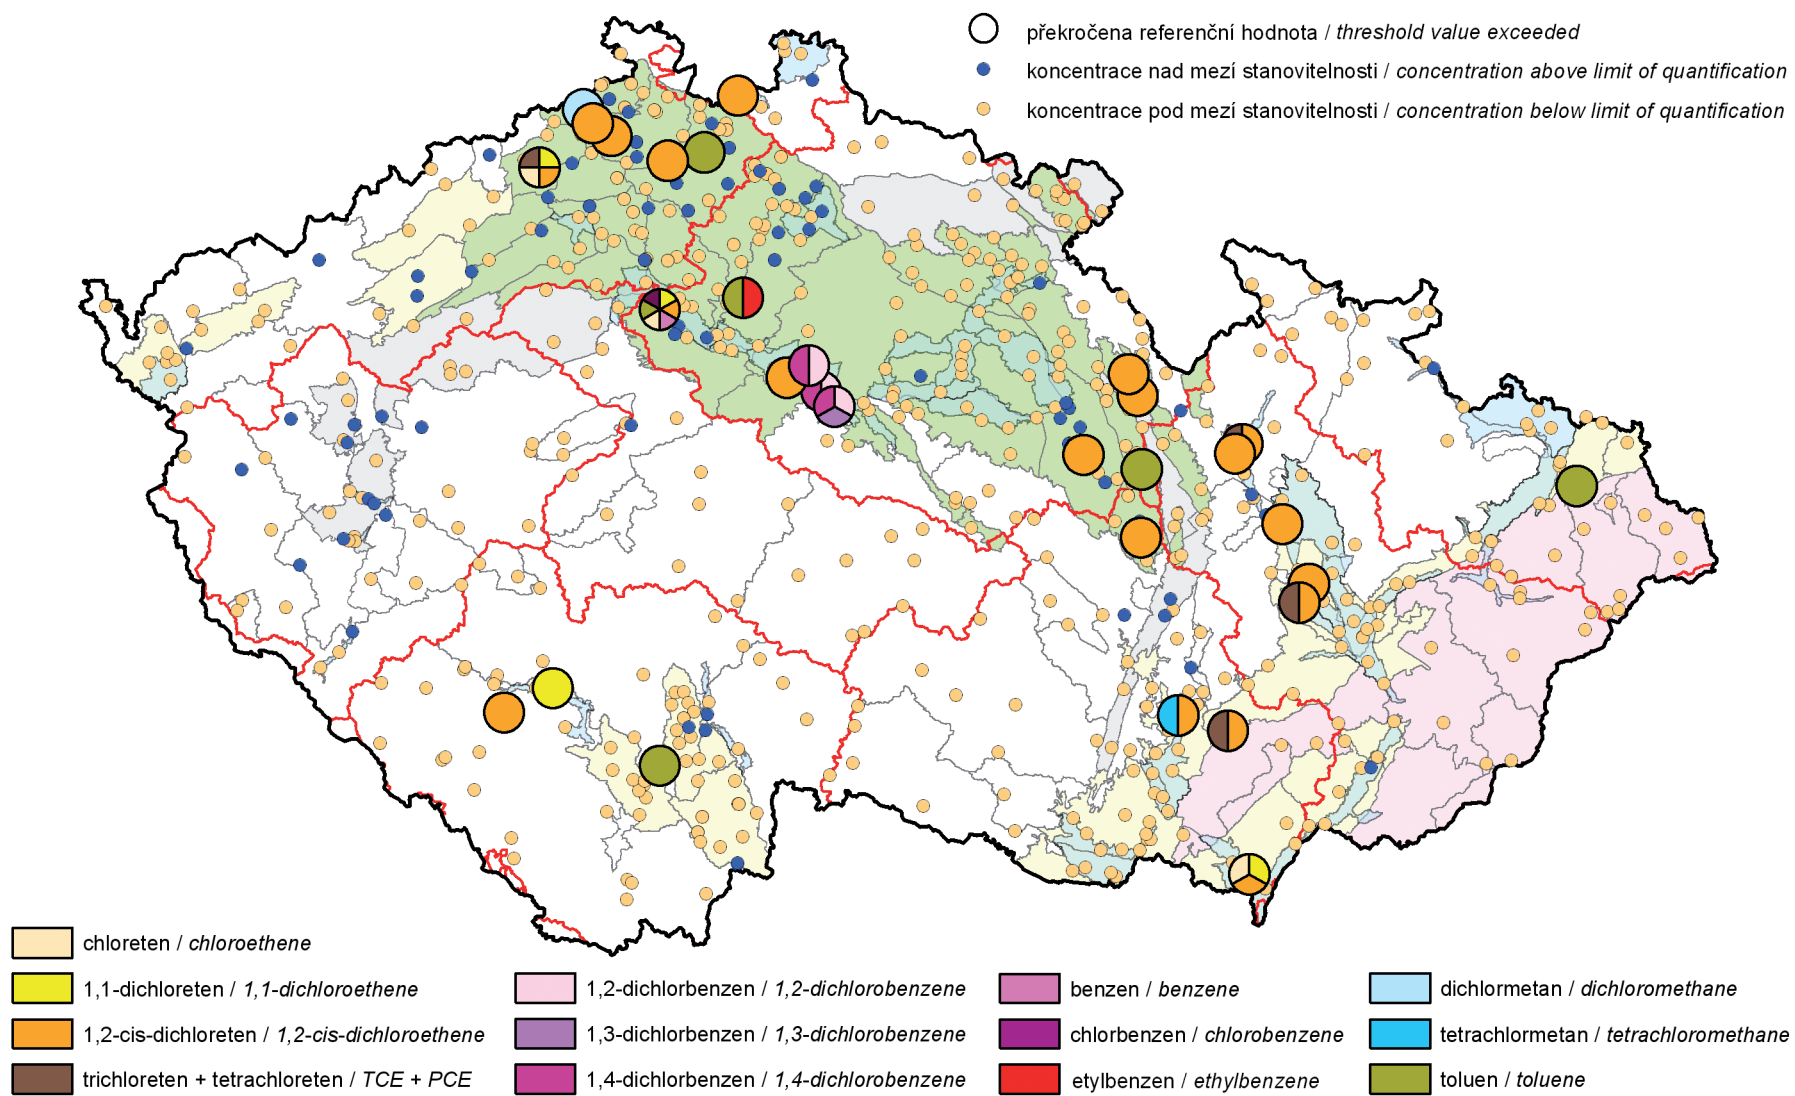 překročena referenční hodnota / threshold value exceeded
koncentrace nad mezí stanovitelnosti / concentration above limit of quantification
koncentrace pod mezí stanovitelnosti / concentration below limit of quantification
chloreten / chloroethene
1,1-dichloreten / 1,1-dichloroethene
1,2-cis-dichloreten / 1,2-cis-dichloroethene
trichloreten + tetrachloreten / TCE + PCE
1,2-dichlorbenzen / 1,2-dichlorobenzene
1,3-dichlorbenzen / 1,3-dichlorobenzene
1,4-dichlorbenzen / 1,4-dichlorobenzene
benzen / benzene
chlorbenzen / chlorobenzene
etylbenzen / ethylbenzene
dichlormetan / dichloromethane
tetrachlormetan / tetrachloromethane
toluen / toluene